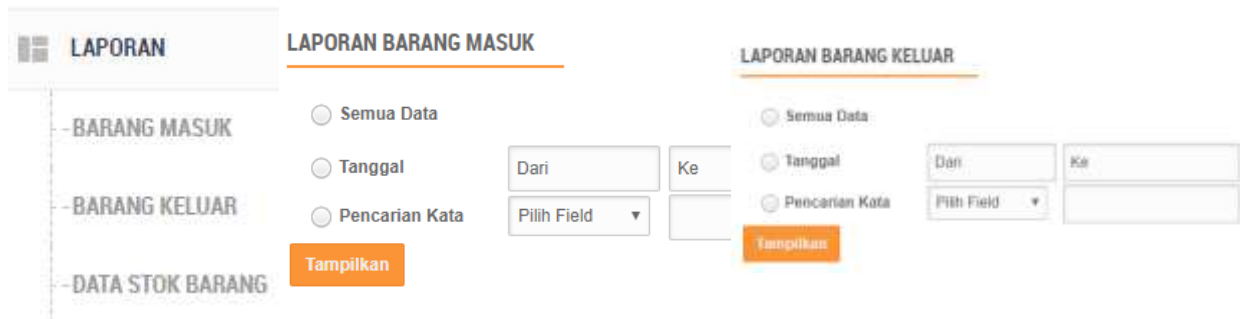 LAPORAN
- BARANG MASUK
- BARANG KELUAR
- DATA STOK BARANG
LAPORAN BARANG MASUK
Semua Data
Tanggal Dari Ke
Pencarian Kata Pilih Field
Tampilkan
LAPORAN BARANG KELUAR
Semua Data
Tanggal Dari Ke
Pencarian Kata Pilih Field
Tampilkan